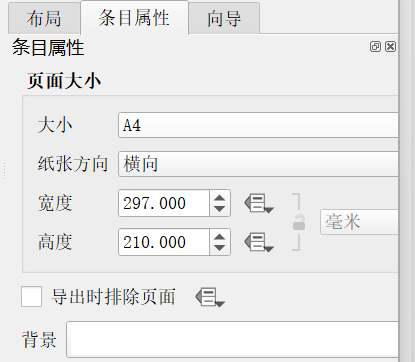 布局 条目属性 向导
条目属性
页面大小
大小 A4
纸张方向 横向
宽度 297.000
毫米
高度 210.000
导出时排除页面
背景